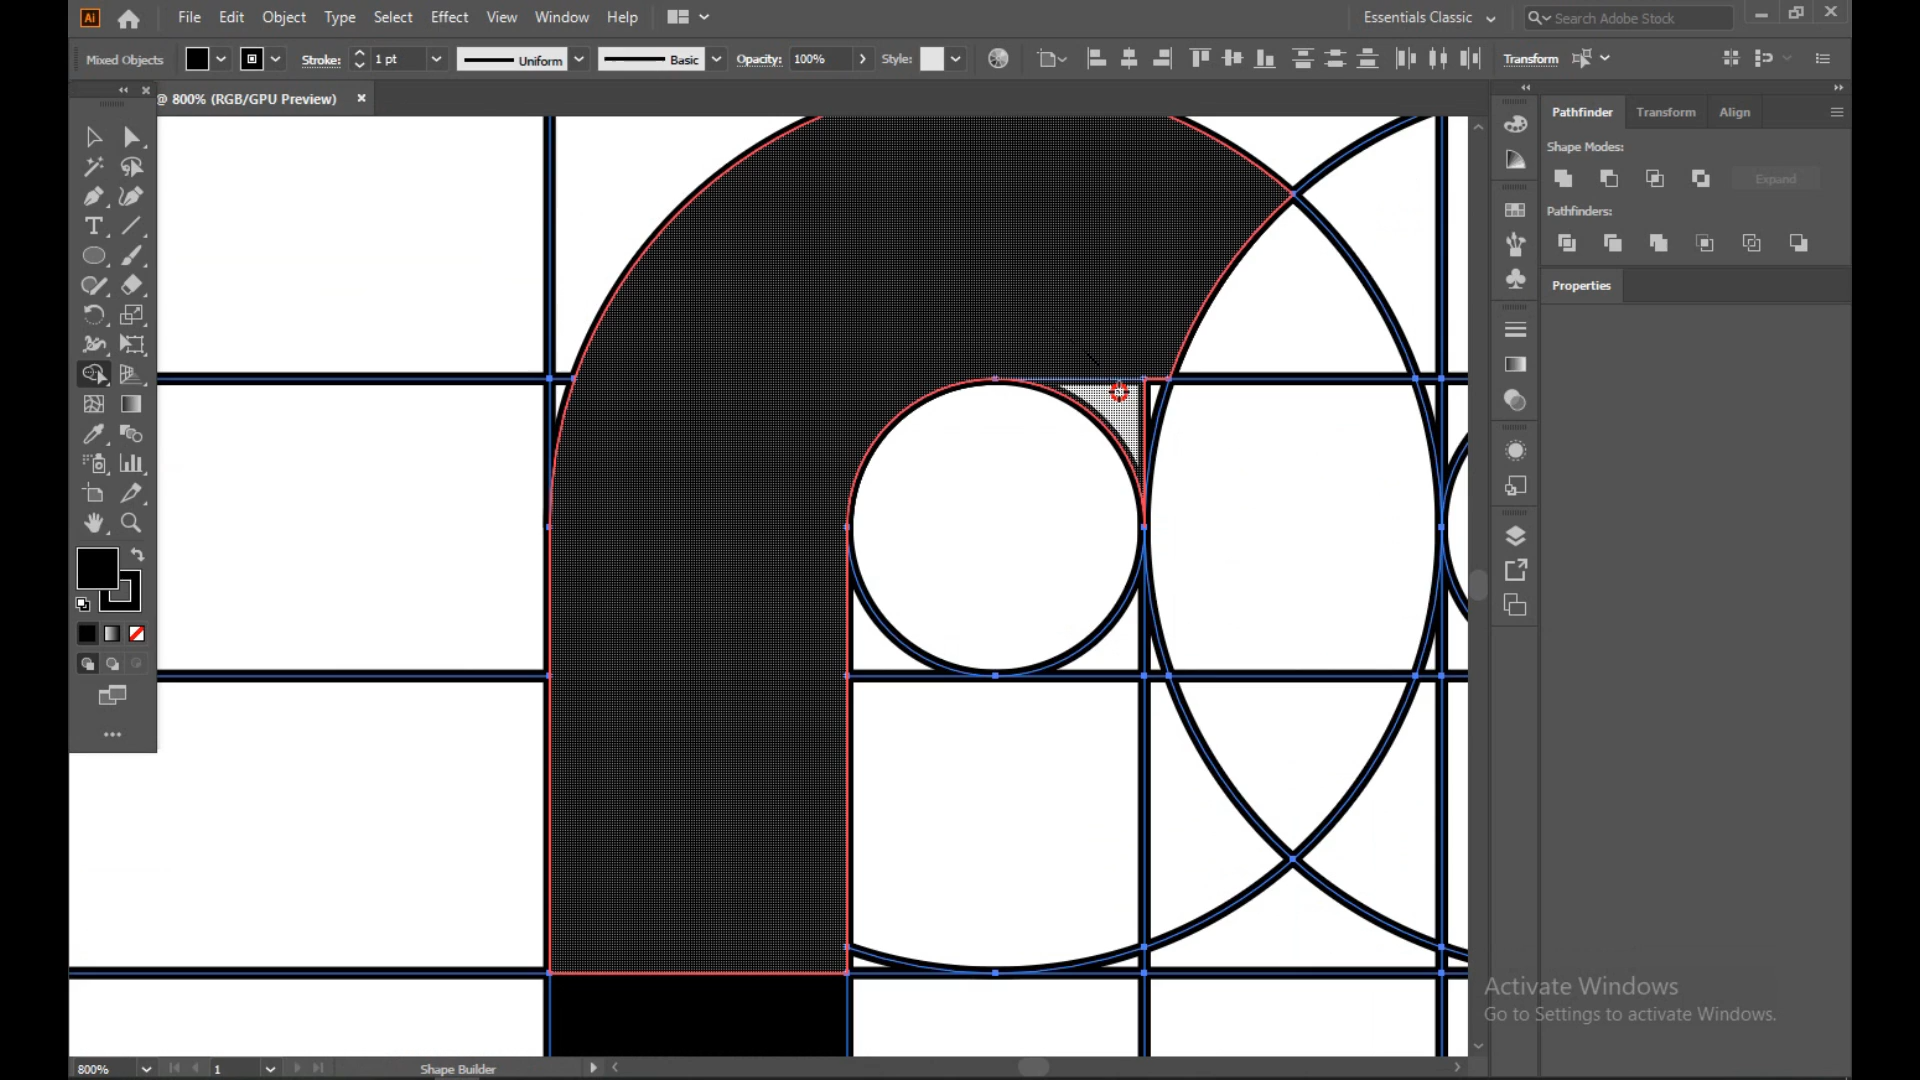 Ai File Edit Object Type Select Effect View Window Help Essentials Classic Search Adobe Stock
Mixed Objects Stroke: 1 pt Uniform Basic Opacity: 100% Style: Transform
@ 800% (RGB/GPU Preview)
Pathfinder Transform Align
Shape Modes:
Expand
Pathfinders:
Properties
Activate Windows
Go to Settings to activate Windows.
800% 1 Shape Builder